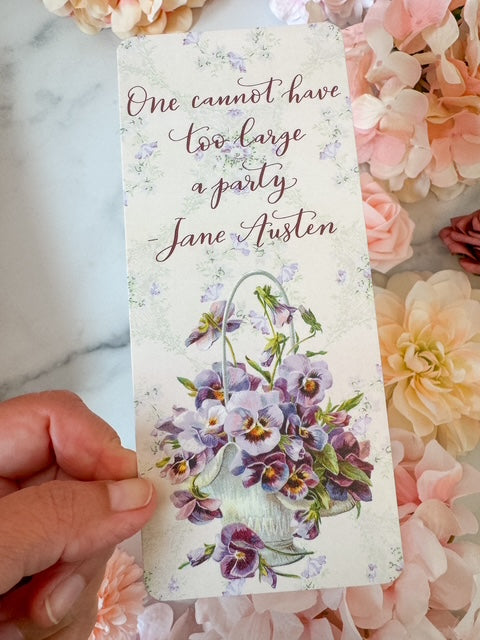 One cannot have
too large
a party
- Jane Austen